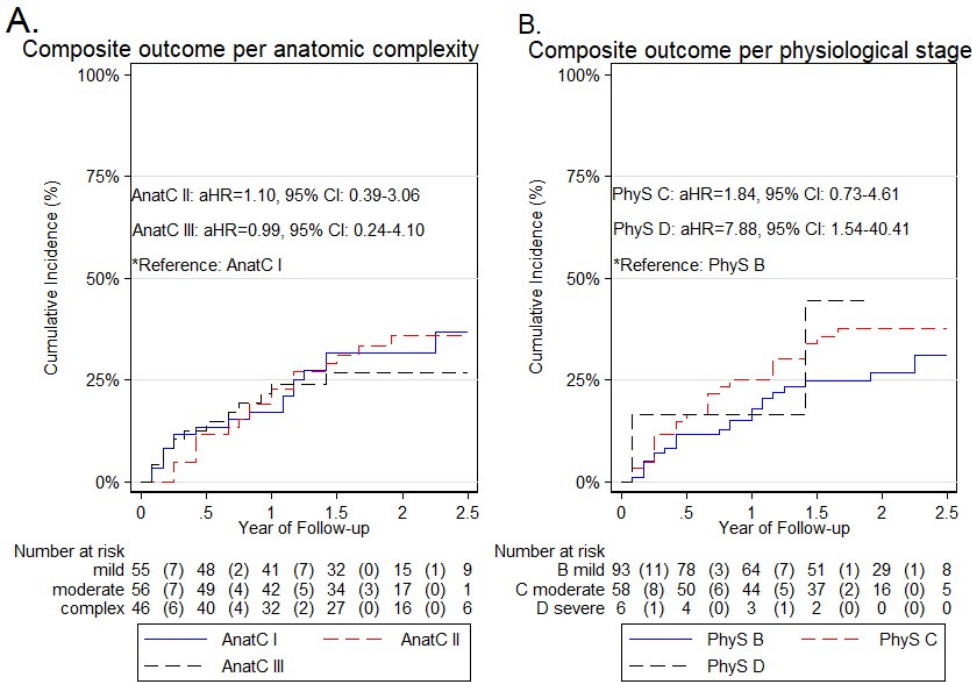 A.
Composite outcome per anatomic complexity
100%
75%
50%
25%
0%
Cumulative Incidence (%)
AnatC II: aHR=1.10, 95% CI: 0.39-3.06
AnatC III: aHR=0.99, 95% CI: 0.24-4.10
*Reference: AnatC I
0 .5 1 1.5 2 2.5
Year of Follow-up
Number at risk
mild 55 (7) 48 (2) 41 (7) 32 (0) 15 (1) 9
moderate 56 (7) 49 (4) 42 (5) 34 (3) 17 (0) 1
complex 46 (6) 40 (4) 32 (2) 27 (0) 16 (0) 6
AnatC I AnatC II
AnatC III
B.
Composite outcome per physiological stage
100%
75%
50%
25%
0%
Cumulative Incidence (%)
PhyS C: aHR=1.84, 95% CI: 0.73-4.61
PhyS D: aHR=7.88, 95% CI: 1.54-40.41
*Reference: PhyS B
0 .5 1 1.5 2 2.5
Year of Follow-up
Number at risk
B mild 93 (11) 78 (3) 64 (7) 51 (1) 29 (1) 8
C moderate 58 (8) 50 (6) 44 (5) 37 (2) 16 (0) 5
D severe 6 (1) 4 (0) 3 (1) 2 (0) 0 (0) 0
PhyS B PhyS C
PhyS D